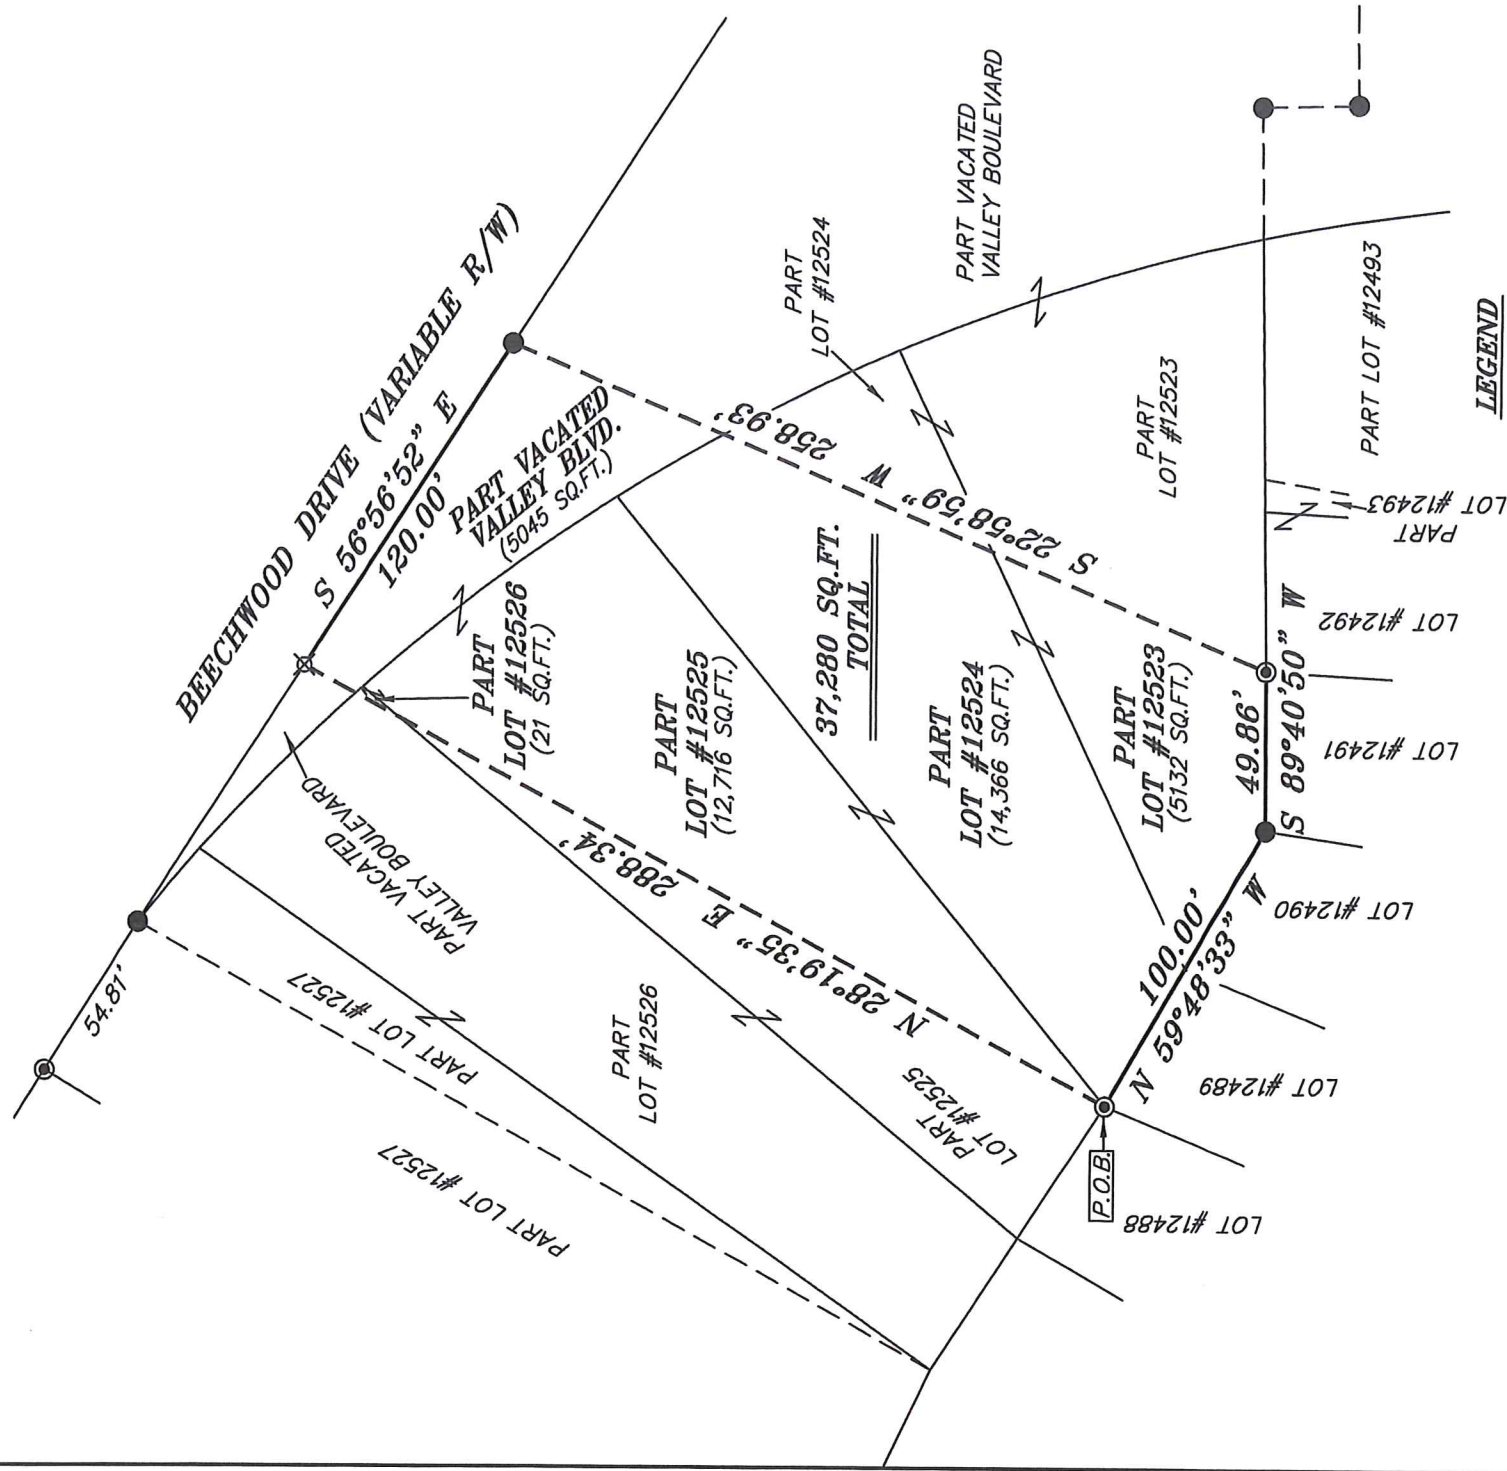 BEECHWOOD DRIVE (VARIABLE R/W)
S 56°56'52" E
120.00'
PART VACATED
VALLEY BLVD.
(5045 SQ.FT.)
PART VACATED
VALLEY BOULEVARD
PART
LOT #12524
258.93'
S 22°58'59" W
54.81'
PART VACATED
VALLEY BOULEVARD
PART
LOT #12526
(21 SQ.FT.)
PART
LOT #12525
(12,716 SQ.FT.)
37,280 SQ.FT.
TOTAL
PART
LOT #12524
(14,366 SQ.FT.)
PART
LOT #12523
(5132 SQ.FT.)
PART
LOT #12523
PART LOT #12493
PART
LOT #12493
LEGEND
N 28°19'35" E
288.34'
PART LOT #12527
PART LOT #12527
PART
LOT #12526
PART
LOT #12525
P.O.B.
N 59°48'33" W
100.00'
49.86'
S 89°40'50" W
LOT #12492
LOT #12491
LOT #12490
LOT #12489
LOT #12488